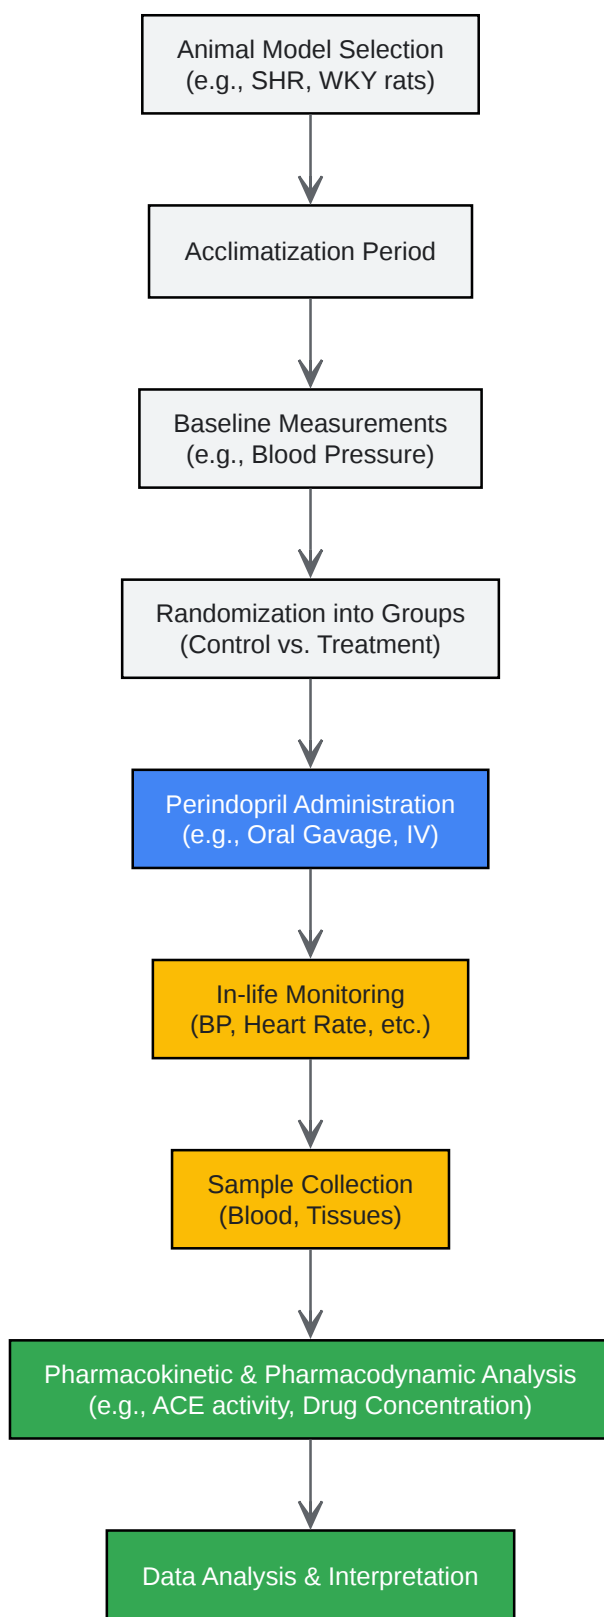 Animal Model Selection
(e.g., SHR, WKY rats)
Acclimatization Period
Baseline Measurements
(e.g., Blood Pressure)
Randomization into Groups
(Control vs. Treatment)
Perindopril Administration
(e.g., Oral Gavage, IV)
In-life Monitoring
(BP, Heart Rate, etc.)
Sample Collection
(Blood, Tissues)
Pharmacokinetic & Pharmacodynamic Analysis
(e.g., ACE activity, Drug Concentration)
Data Analysis & Interpretation